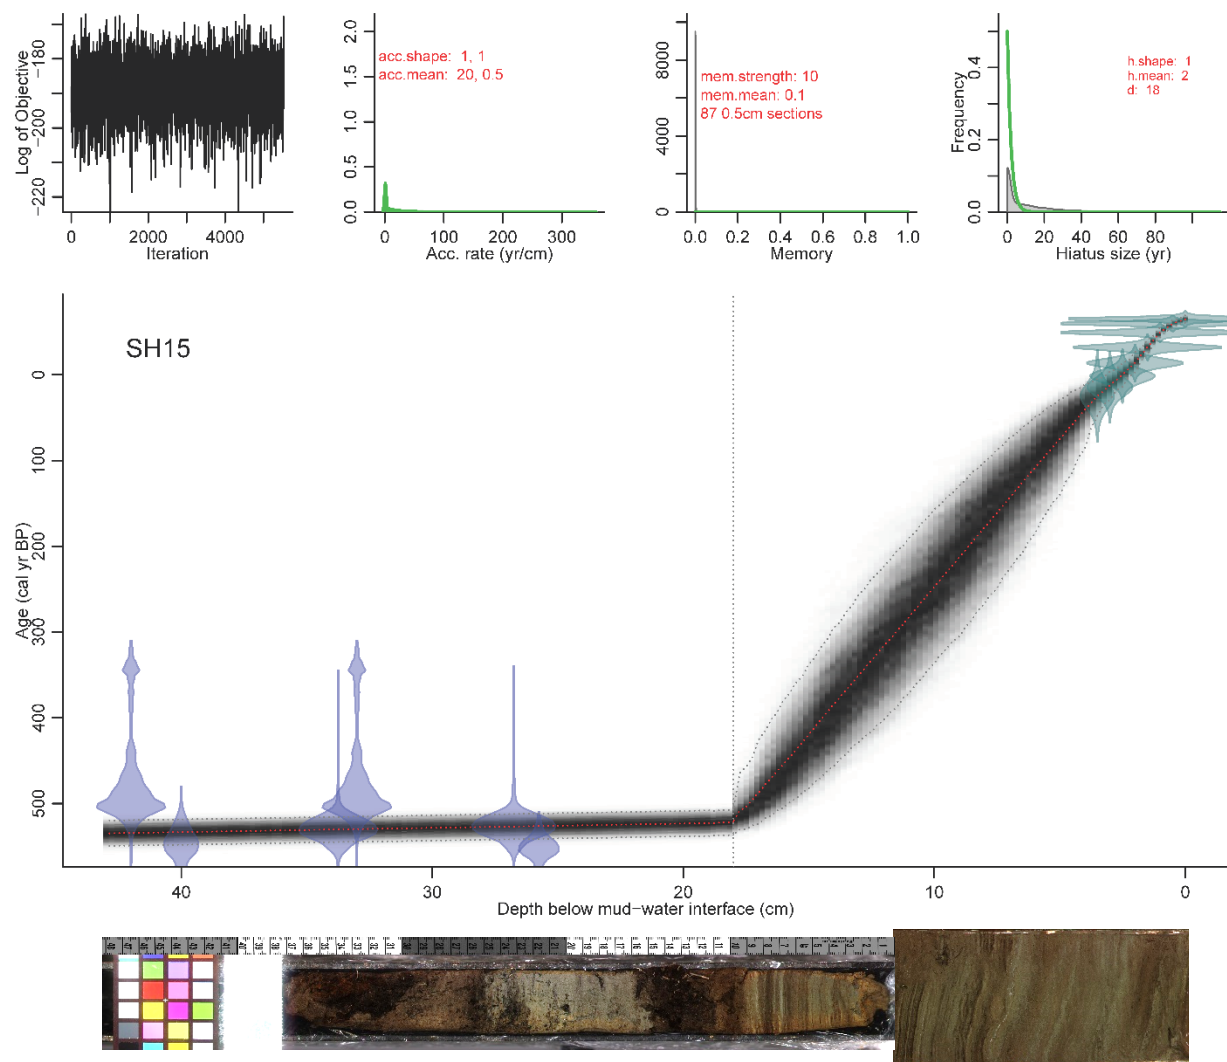 Log of Objective
−180
−200
−220
0
2000
4000
Iteration
2.0
1.5
1.0
0.5
0.0
acc.shape: 1, 1
acc.mean: 20, 0.5
0
100
200
300
Acc. rate (yr/cm)
8000
4000
0
mem.strength: 10
mem.mean: 0.1
87 0.5cm sections
0.0
0.2
0.4
0.6
0.8
1.0
Memory
Frequency
0.4
0.2
0.0
h.shape: 1
h.mean: 2
d: 18
0
20
40
60
80
Hiatus size (yr)
SH15
Age (cal yr BP)
0
100
200
300
400
500
40
30
20
10
0
Depth below mud−water interface (cm)